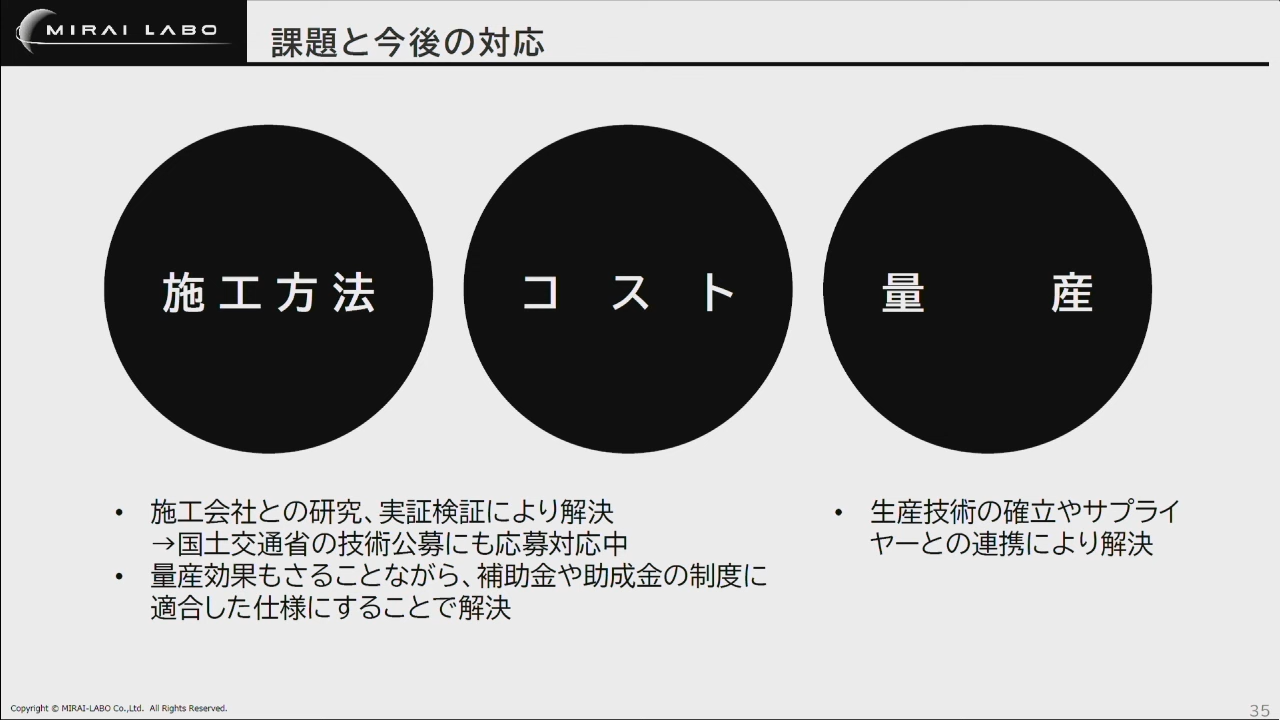 MIRAI LABO
課題と今後の対応
施工方法
コスト
量産
• 施工会社との研究、実証検証により解決
→国土交通省の技術公募にも応募対応中
• 量産効果もさることながら、補助金や助成金の制度に
適合した仕様にすることで解決
• 生産技術の確立やサプライ
ヤーとの連携により解決
Copyright © MIRAI-LABO Co.,Ltd. All Rights Reserved.
35